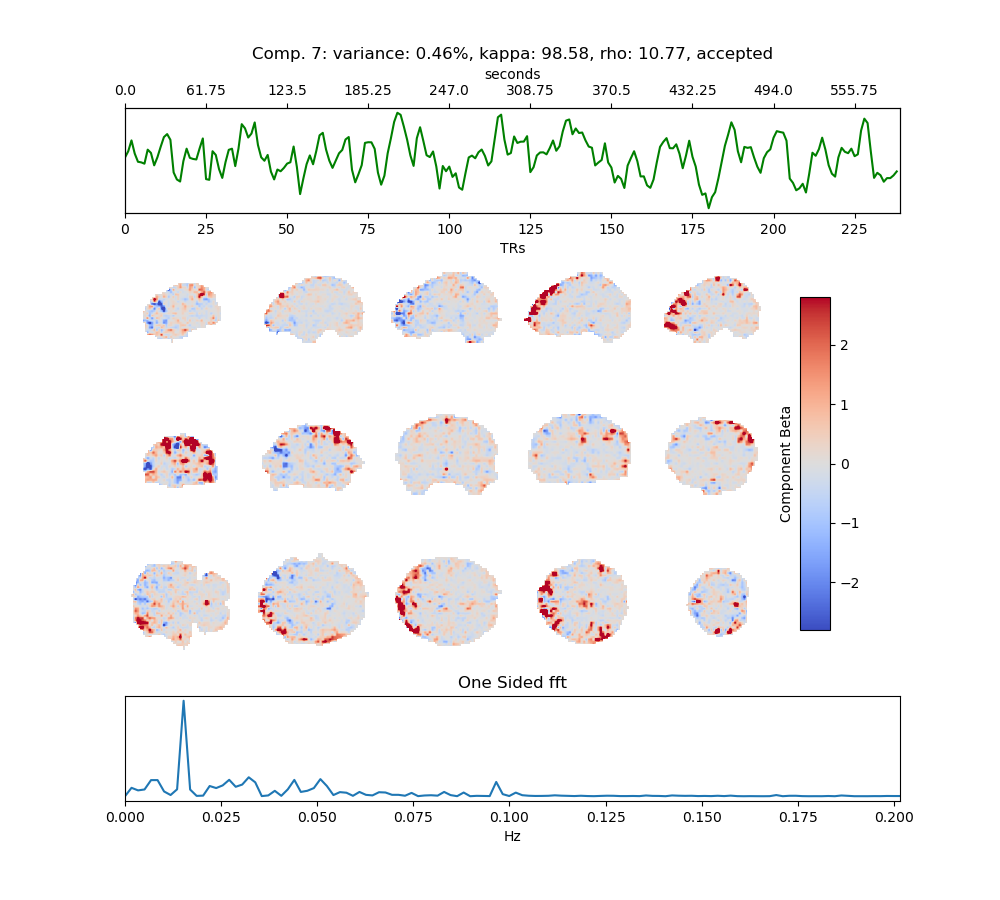 Comp. 7: variance: 0.46%, kappa: 98.58, rho: 10.77, accepted
seconds
0.0 61.75 123.5 185.25 247.0 308.75 370.5 432.25 494.0 555.75
0 25 50 75 100 125 150 175 200 225
TRs
2
1
0
−1
−2
Component Beta
One Sided fft
0.000 0.025 0.050 0.075 0.100 0.125 0.150 0.175 0.200
Hz